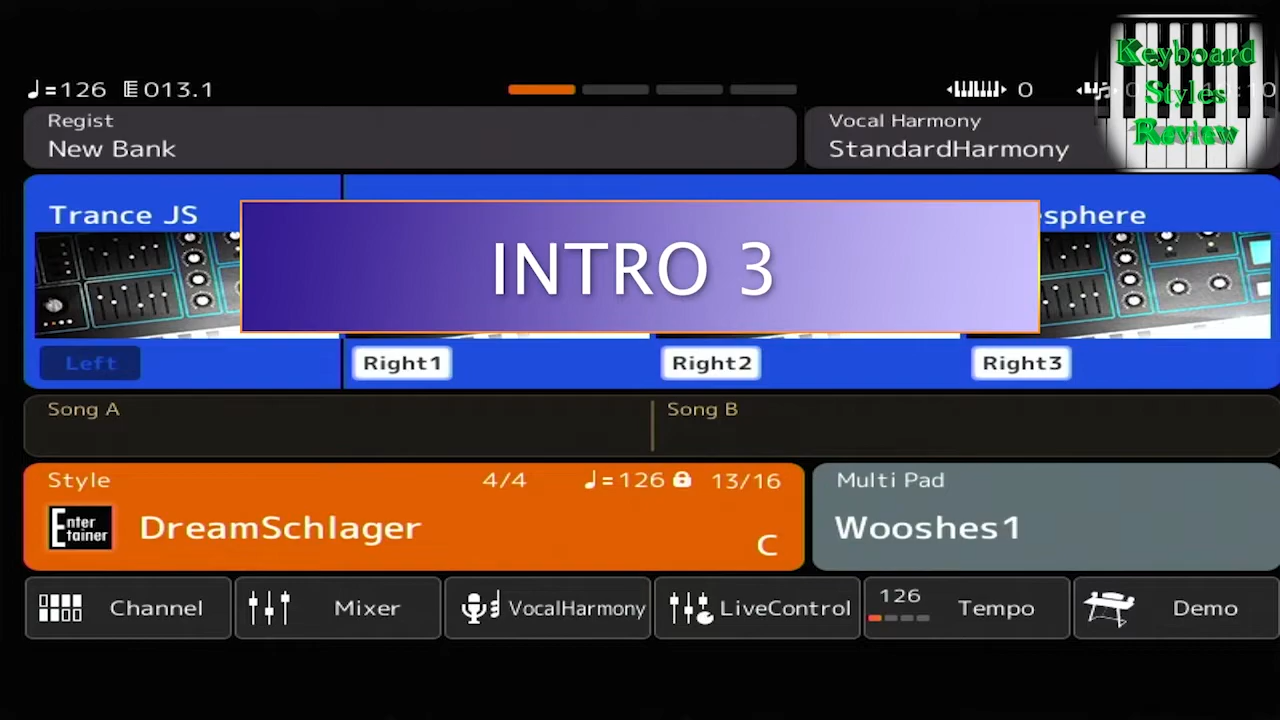 ♩=126 013.1
0
:10
Keyboard
Styles
Review
Regist
New Bank
Vocal Harmony
StandardHarmony
Trance JS
esphere
INTRO 3
Left
Right1
Right2
Right3
Song A
Song B
Style 4/4 ♩=126 13/16
Enter
tainer
DreamSchlager
C
Multi Pad
Wooshes1
Channel
Mixer
VocalHarmony
LiveControl
126
Tempo
Demo